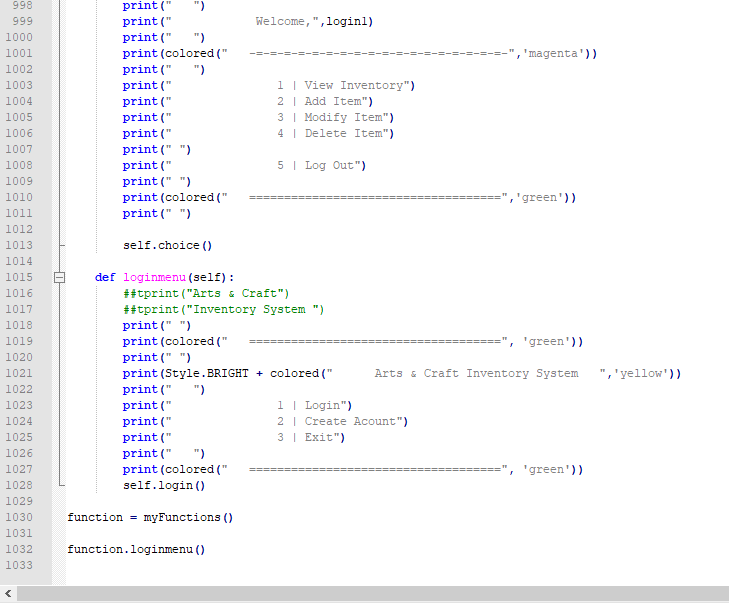 998 print("   ")
999 print("            Welcome,",login1)
1000 print("   ")
1001 print(colored("   -=-=-=-=-=-=-=-=-=-=-=-=-=-=-=-=-=-=-",'magenta'))
1002 print("   ")
1003 print("               1 | View Inventory")
1004 print("               2 | Add Item")
1005 print("               3 | Modify Item")
1006 print("               4 | Delete Item")
1007 print(" ")
1008 print("               5 | Log Out")
1009 print(" ")
1010 print(colored("   ====================================",'green'))
1011 print(" ")
1012
1013 self.choice()
1014
1015 def loginmenu(self):
1016 ##tprint("Arts & Craft")
1017 ##tprint("Inventory System ")
1018 print(" ")
1019 print(colored("   ====================================", 'green'))
1020 print(" ")
1021 print(Style.BRIGHT + colored("      Arts & Craft Inventory System   ",'yellow'))
1022 print("   ")
1023 print("               1 | Login")
1024 print("               2 | Create Acount")
1025 print("               3 | Exit")
1026 print("   ")
1027 print(colored("   ====================================", 'green'))
1028 self.login()
1029
1030 function = myFunctions()
1031
1032 function.loginmenu()
1033